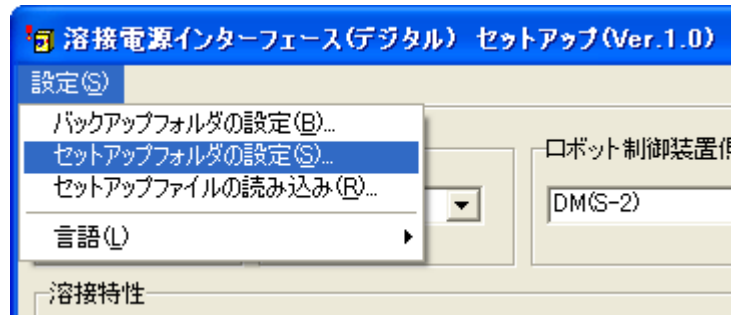 溶接電源インターフェース(デジタル) セットアップ(Ver.1.0)
設定(S)
バックアップフォルダの設定(B)...
セットアップフォルダの設定(S)...
セットアップファイルの読み込み(R)...
言語(L)
ロボット制御装置
DM(S-2)
溶接特性